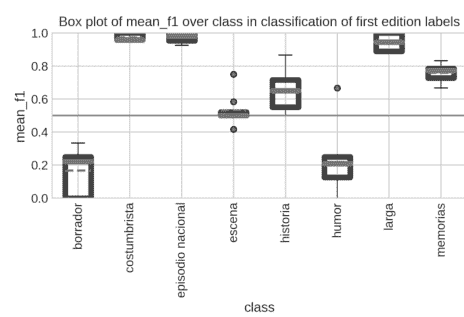 Box plot of mean_f1 over class in classification of first edition labels
1.0
0.8
0.6
0.4
0.2
0.0
mean_f1
borrador
costumbrista
episodio nacional
escena
historia
humor
larga
memorias
class